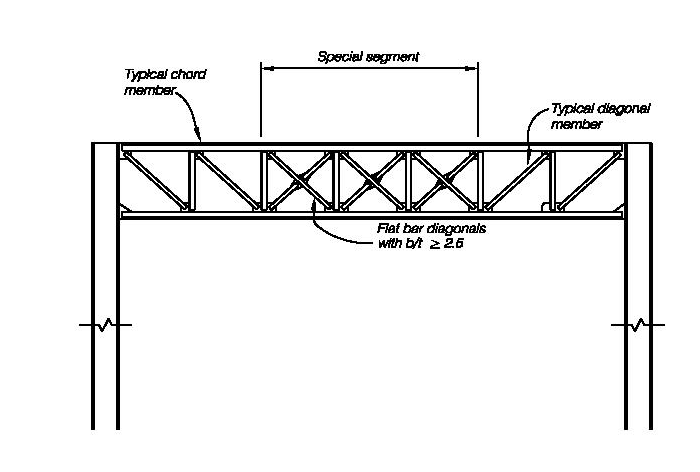 Special segment
Typical chord
member
Typical diagonal
member
Flat bar diagonals
with b/t ≥ 2.5